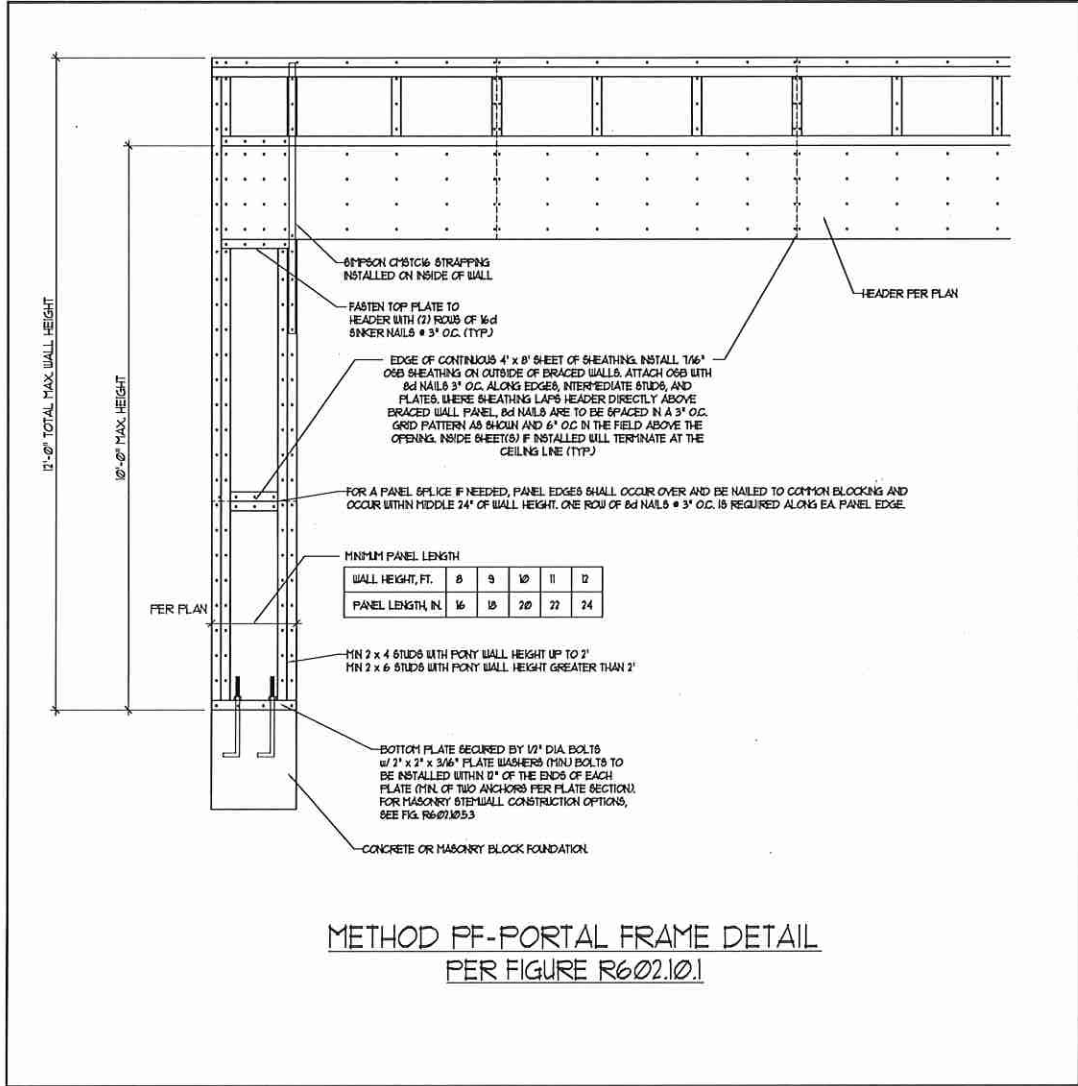 12'-0" TOTAL MAX. WALL HEIGHT
10'-0" MAX. HEIGHT
SIMPSON CMSTC16 STRAPPING
INSTALLED ON INSIDE OF WALL
HEADER PER PLAN
FASTEN TOP PLATE TO
HEADER WITH (2) ROWS OF 16d
SINKER NAILS @ 3" O.C. (TYP.)
EDGE OF CONTINUOUS 4' x 8' SHEET OF SHEATHING. INSTALL 7/16"
OSB SHEATHING ON OUTSIDE OF BRACED WALLS. ATTACH OSB WITH
8d NAILS 3" O.C. ALONG EDGES, INTERMEDIATE STUDS, AND
PLATES. WHERE SHEATHING LAPS HEADER DIRECTLY ABOVE
BRACED WALL PANEL, 8d NAILS ARE TO BE SPACED IN A 3" O.C.
GRID PATTERN AS SHOWN AND 6" O.C IN THE FIELD ABOVE THE
OPENING. INSIDE SHEET(S) IF INSTALLED WILL TERMINATE AT THE
CEILING LINE (TYP.)
FOR A PANEL SPLICE IF NEEDED, PANEL EDGES SHALL OCCUR OVER AND BE NAILED TO COMMON BLOCKING AND
OCCUR WITHIN MIDDLE 24" OF WALL HEIGHT. ONE ROW OF 8d NAILS @ 3" O.C. IS REQUIRED ALONG EA. PANEL EDGE.
MINIMUM PANEL LENGTH
WALL HEIGHT, FT. 8 9 10 11 12
PANEL LENGTH, IN. 16 18 20 22 24
PER PLAN
MIN 2 x 4 STUDS WITH PONY WALL HEIGHT UP TO 2'
MIN 2 x 6 STUDS WITH PONY WALL HEIGHT GREATER THAN 2'
BOTTOM PLATE SECURED BY 1/2" DIA. BOLTS
w/ 2" x 2" x 3/16" PLATE WASHERS (MIN.) BOLTS TO
BE INSTALLED WITHIN 12" OF THE ENDS OF EACH
PLATE (MIN. OF TWO ANCHORS PER PLATE SECTION).
FOR MASONRY STEMWALL CONSTRUCTION OPTIONS,
SEE FIG. R602.10.5.3
CONCRETE OR MASONRY BLOCK FOUNDATION.
METHOD PF-PORTAL FRAME DETAIL
PER FIGURE R602.10.1